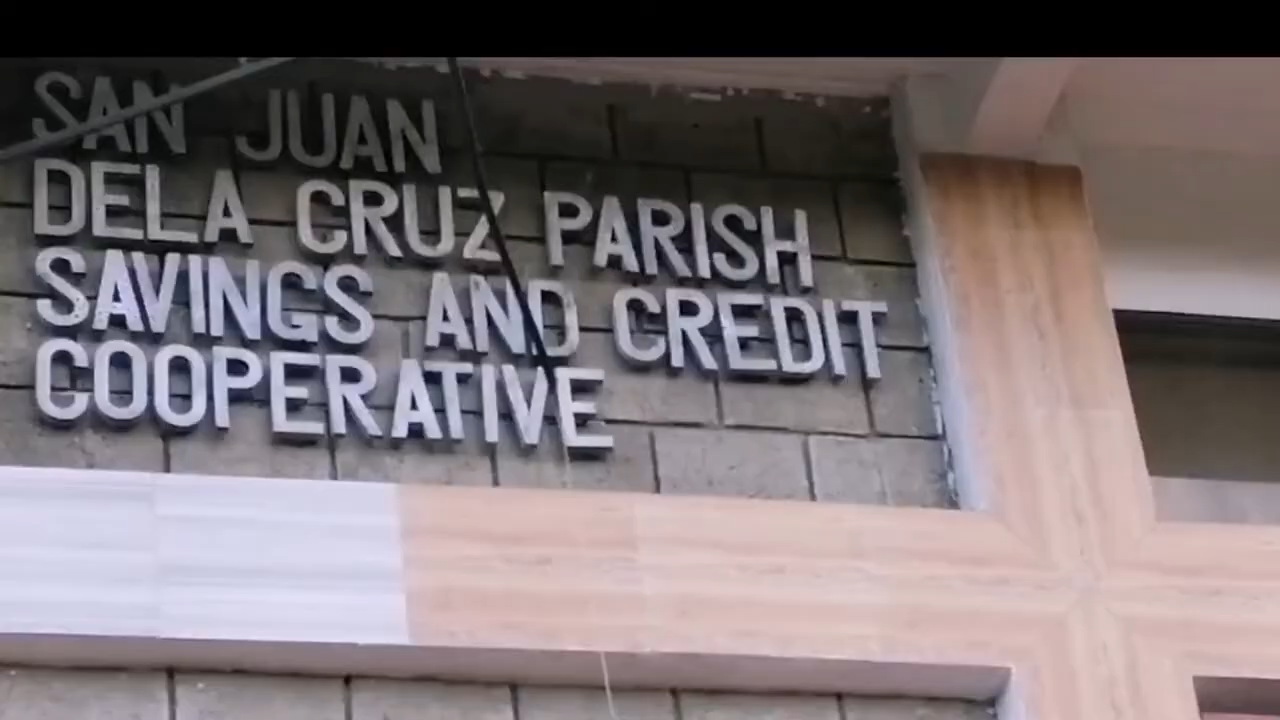 SAN JUAN
DELA CRUZ PARISH
SAVINGS AND CREDIT
COOPERATIVE